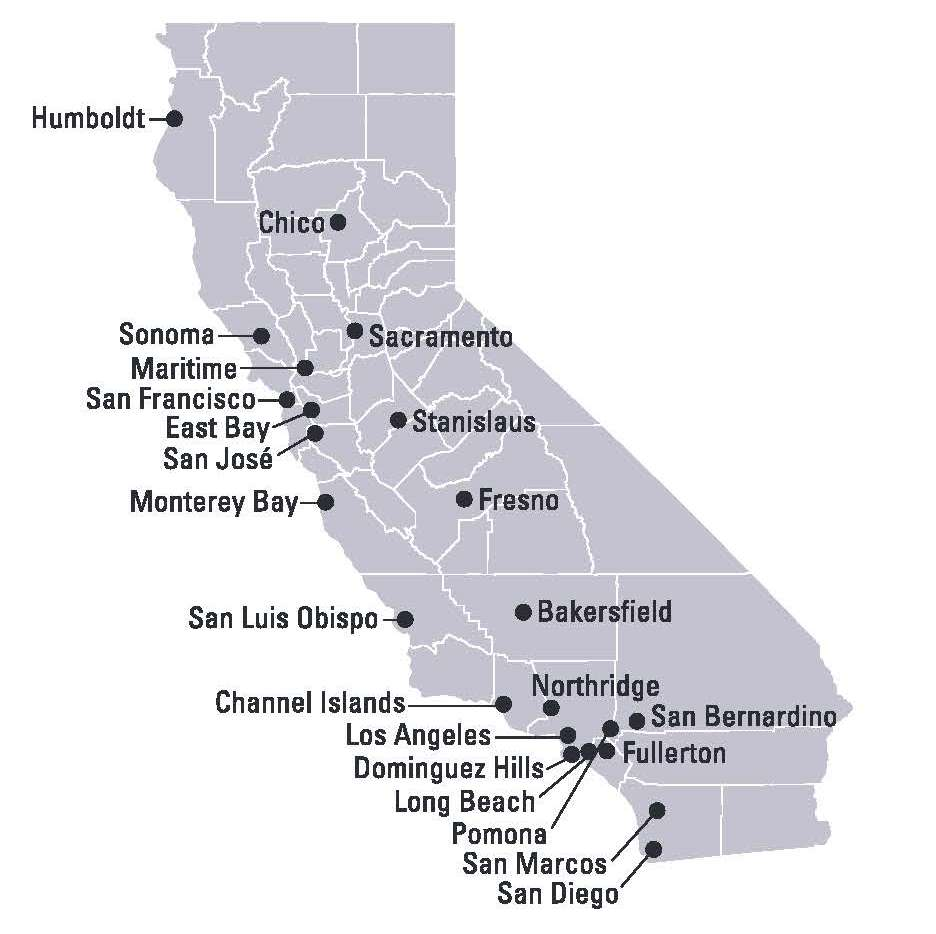 Humboldt
Chico
Sonoma
Sacramento
Maritime
San Francisco
East Bay
Stanislaus
San José
Monterey Bay
Fresno
San Luis Obispo
Bakersfield
Northridge
Channel Islands
San Bernardino
Los Angeles
Fullerton
Dominguez Hills
Long Beach
Pomona
San Marcos
San Diego